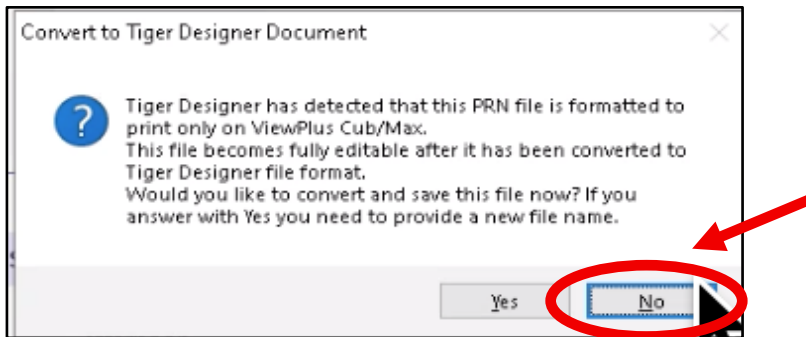 Convert to Tiger Designer Document
Tiger Designer has detected that this PRN file is formatted to
print only on ViewPlus Cub/Max.
This file becomes fully editable after it has been converted to
Tiger Designer file format.
Would you like to convert and save this file now? If you
answer with Yes you need to provide a new file name.
Yes No